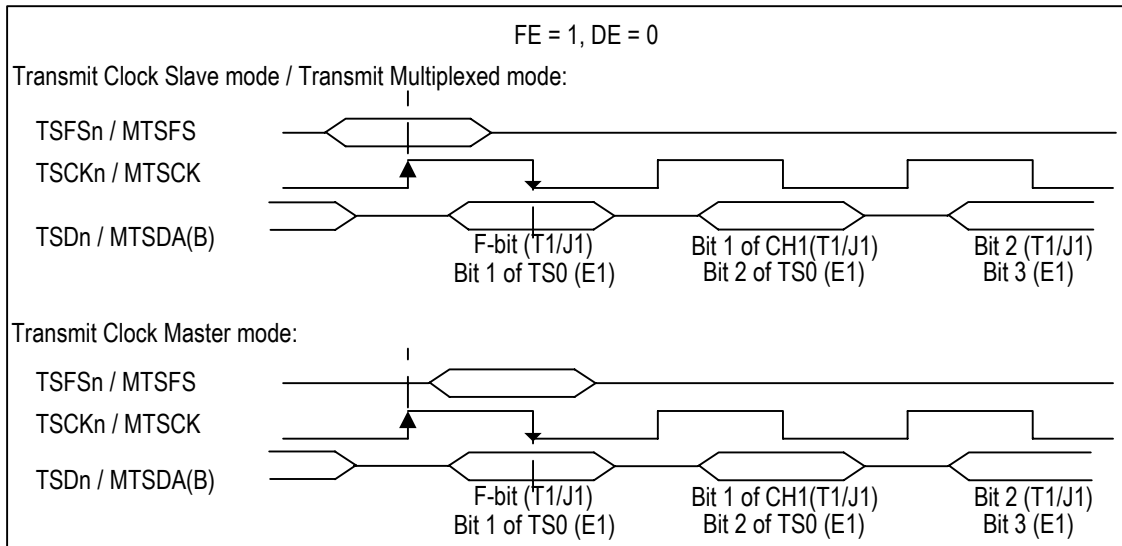 FE = 1, DE = 0
Transmit Clock Slave mode / Transmit Multiplexed mode:
TSFSn / MTSFS
TSCKn / MTSCK
TSDn / MTSDA(B)
F-bit (T1/J1)
Bit 1 of TS0 (E1)
Bit 1 of CH1(T1/J1)
Bit 2 of TS0 (E1)
Bit 2 (T1/J1)
Bit 3 (E1)
Transmit Clock Master mode:
TSFSn / MTSFS
TSCKn / MTSCK
TSDn / MTSDA(B)
F-bit (T1/J1)
Bit 1 of TS0 (E1)
Bit 1 of CH1(T1/J1)
Bit 2 of TS0 (E1)
Bit 2 (T1/J1)
Bit 3 (E1)